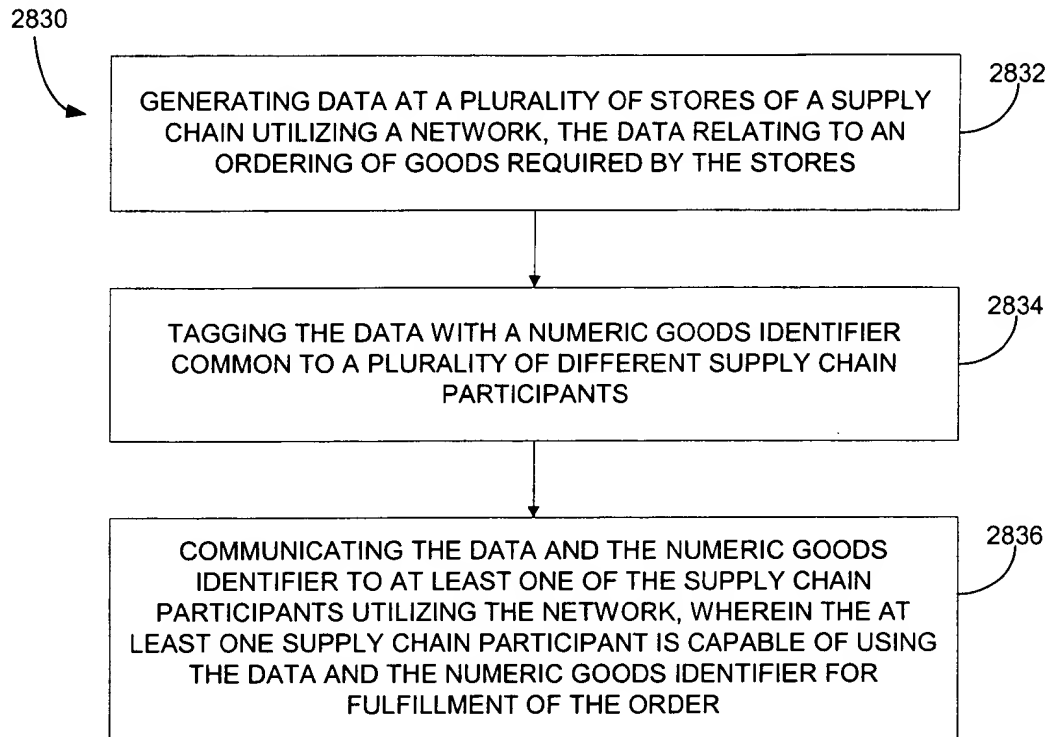 2830
2832
GENERATING DATA AT A PLURALITY OF STORES OF A SUPPLY
CHAIN UTILIZING A NETWORK, THE DATA RELATING TO AN
ORDERING OF GOODS REQUIRED BY THE STORES
2834
TAGGING THE DATA WITH A NUMERIC GOODS IDENTIFIER
COMMON TO A PLURALITY OF DIFFERENT SUPPLY CHAIN
PARTICIPANTS
2836
COMMUNICATING THE DATA AND THE NUMERIC GOODS
IDENTIFIER TO AT LEAST ONE OF THE SUPPLY CHAIN
PARTICIPANTS UTILIZING THE NETWORK, WHEREIN THE AT
LEAST ONE SUPPLY CHAIN PARTICIPANT IS CAPABLE OF USING
THE DATA AND THE NUMERIC GOODS IDENTIFIER FOR
FULFILLMENT OF THE ORDER